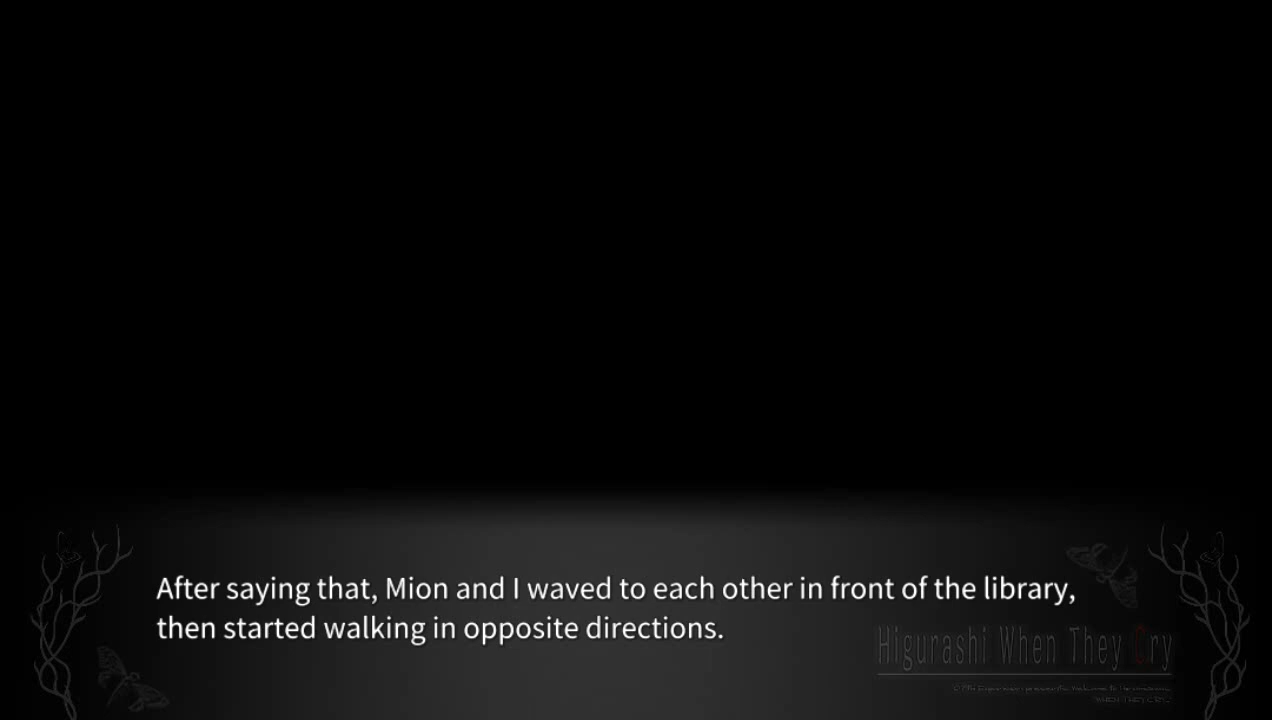 After saying that, Mion and I waved to each other in front of the library,
then started walking in opposite directions.
Higurashi When They Cry